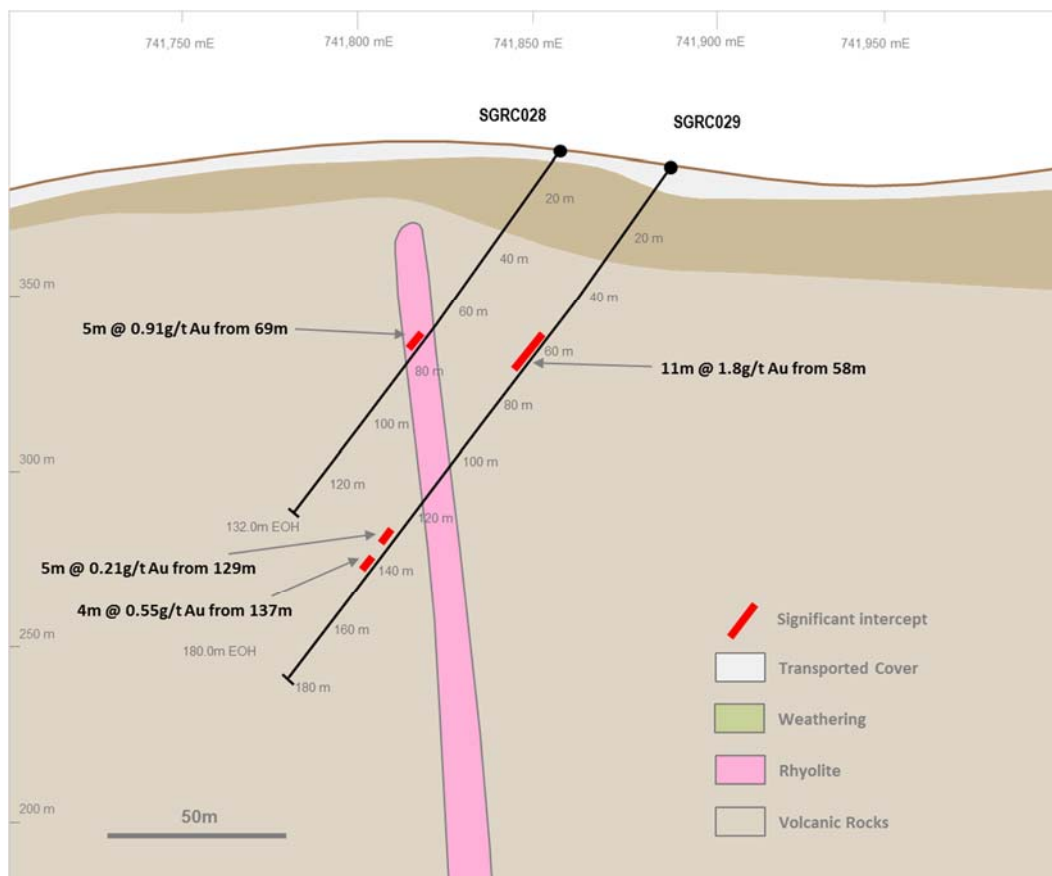 741,750 mE
741,800 mE
741,850 mE
741,900 mE
741,950 mE
SGRC028
SGRC029
20 m
20 m
40 m
350 m
40 m
60 m
5m @ 0.91g/t Au from 69m
60 m
80 m
11m @ 1.8g/t Au from 58m
80 m
100 m
300 m
100 m
120 m
132.0m EOH
120 m
5m @ 0.21g/t Au from 129m
140 m
4m @ 0.55g/t Au from 137m
160 m
250 m
180.0m EOH
180 m
Significant intercept
Transported Cover
Weathering
Rhyolite
200 m
50m
Volcanic Rocks